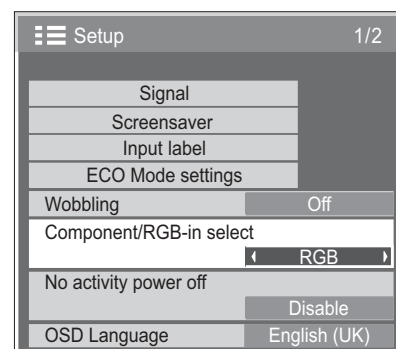 Setup 1/2
Signal
Screensaver
Input label
ECO Mode settings
Wobbling Off
Component/RGB-in select
RGB
No activity power off
Disable
OSD Language English (UK)